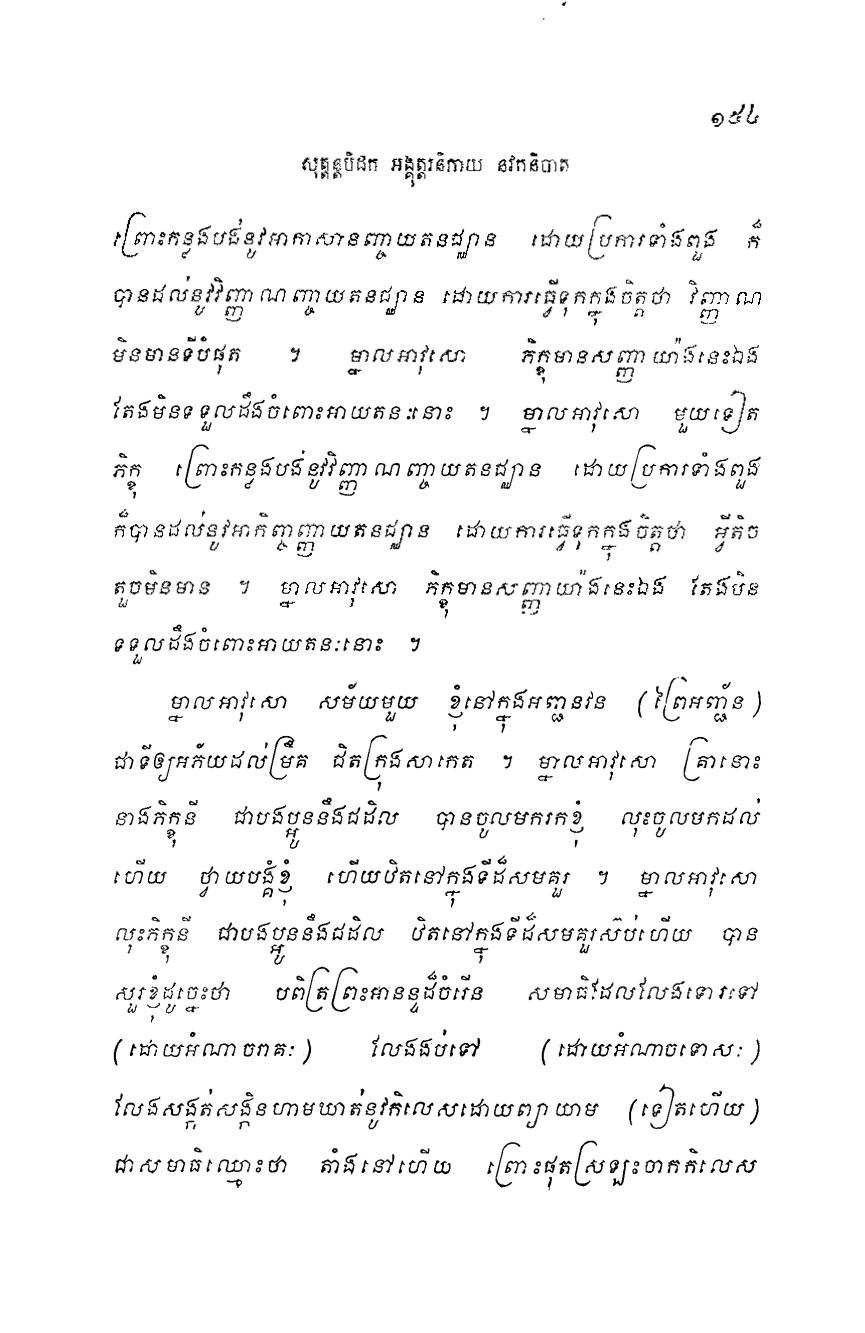 ១៥៤
សុត្តន្តបិដក អង្គុត្តរនិកាយ នវកនិបាត
ព្រោះកន្លងបង់នូវអាកាសានញ្ចាយតនជ្ឈាន ដោយប្រការទាំងពួង ក៏
បានដល់នូវវិញ្ញាណញ្ចាយតនជ្ឈាន ដោយការធ្វើទុកក្នុងចិត្តថា វិញ្ញាណ
មិនមានទីបំផុត ។ ម្នាលអាវុសោ ភិក្ខុមានសញ្ញាយ៉ាងនេះឯង
តែងមិនទទួលដឹងចំពោះអាយតនៈនោះ ។ ម្នាលអាវុសោ មួយទៀត
ភិក្ខុ ព្រោះកន្លងបង់នូវវិញ្ញាណញ្ចាយតនជ្ឈាន ដោយប្រការទាំងពួង
ក៏បានដល់នូវអាកិញ្ចញ្ញាយតនជ្ឈាន ដោយការធ្វើទុកក្នុងចិត្តថា អ្វីតិច
តួចមិនមាន ។ ម្នាលអាវុសោ ភិក្ខុមានសញ្ញាយ៉ាងនេះឯង តែងមិន
ទទួលដឹងចំពោះអាយតនៈនោះ ។
ម្នាលអាវុសោ សម័យមួយ ខ្ញុំនៅក្នុងអញ្ជនវន (ព្រៃអញ្ជ័ន)
ជាទីឲ្យអភ័យដល់ម្រឹគ ជិតក្រុងសាកេត ។ ម្នាលអាវុសោ គ្រានោះ
នាងភិក្ខុនី ជាបងប្អូននឹងជដិល បានចូលមករកខ្ញុំ លុះចូលមកដល់
ហើយ ថ្វាយបង្គំខ្ញុំ ហើយឋិតនៅក្នុងទីដ៏សមគួរ ។ ម្នាលអាវុសោ
លុះភិក្ខុនី ជាបងប្អូននឹងជដិល ឋិតនៅក្នុងទីដ៏សមគួរស៊ប់ហើយ បាន
សួរខ្ញុំដូច្នេះថា បពិត្រព្រះអានន្ទដ៏ចំរើន សមាធិដែលលែងទោរទៅ
(ដោយអំណាចរាគៈ) លែងងប់ទៅ (ដោយអំណាចទោសៈ)
លែងសង្កត់សង្កិនហាមឃាត់នូវកិលេសដោយព្យាយាម (ទៀតហើយ)
ជាសមាធិឈ្មោះថា តាំងនៅហើយ ព្រោះផុតស្រឡះចាកកិលេស